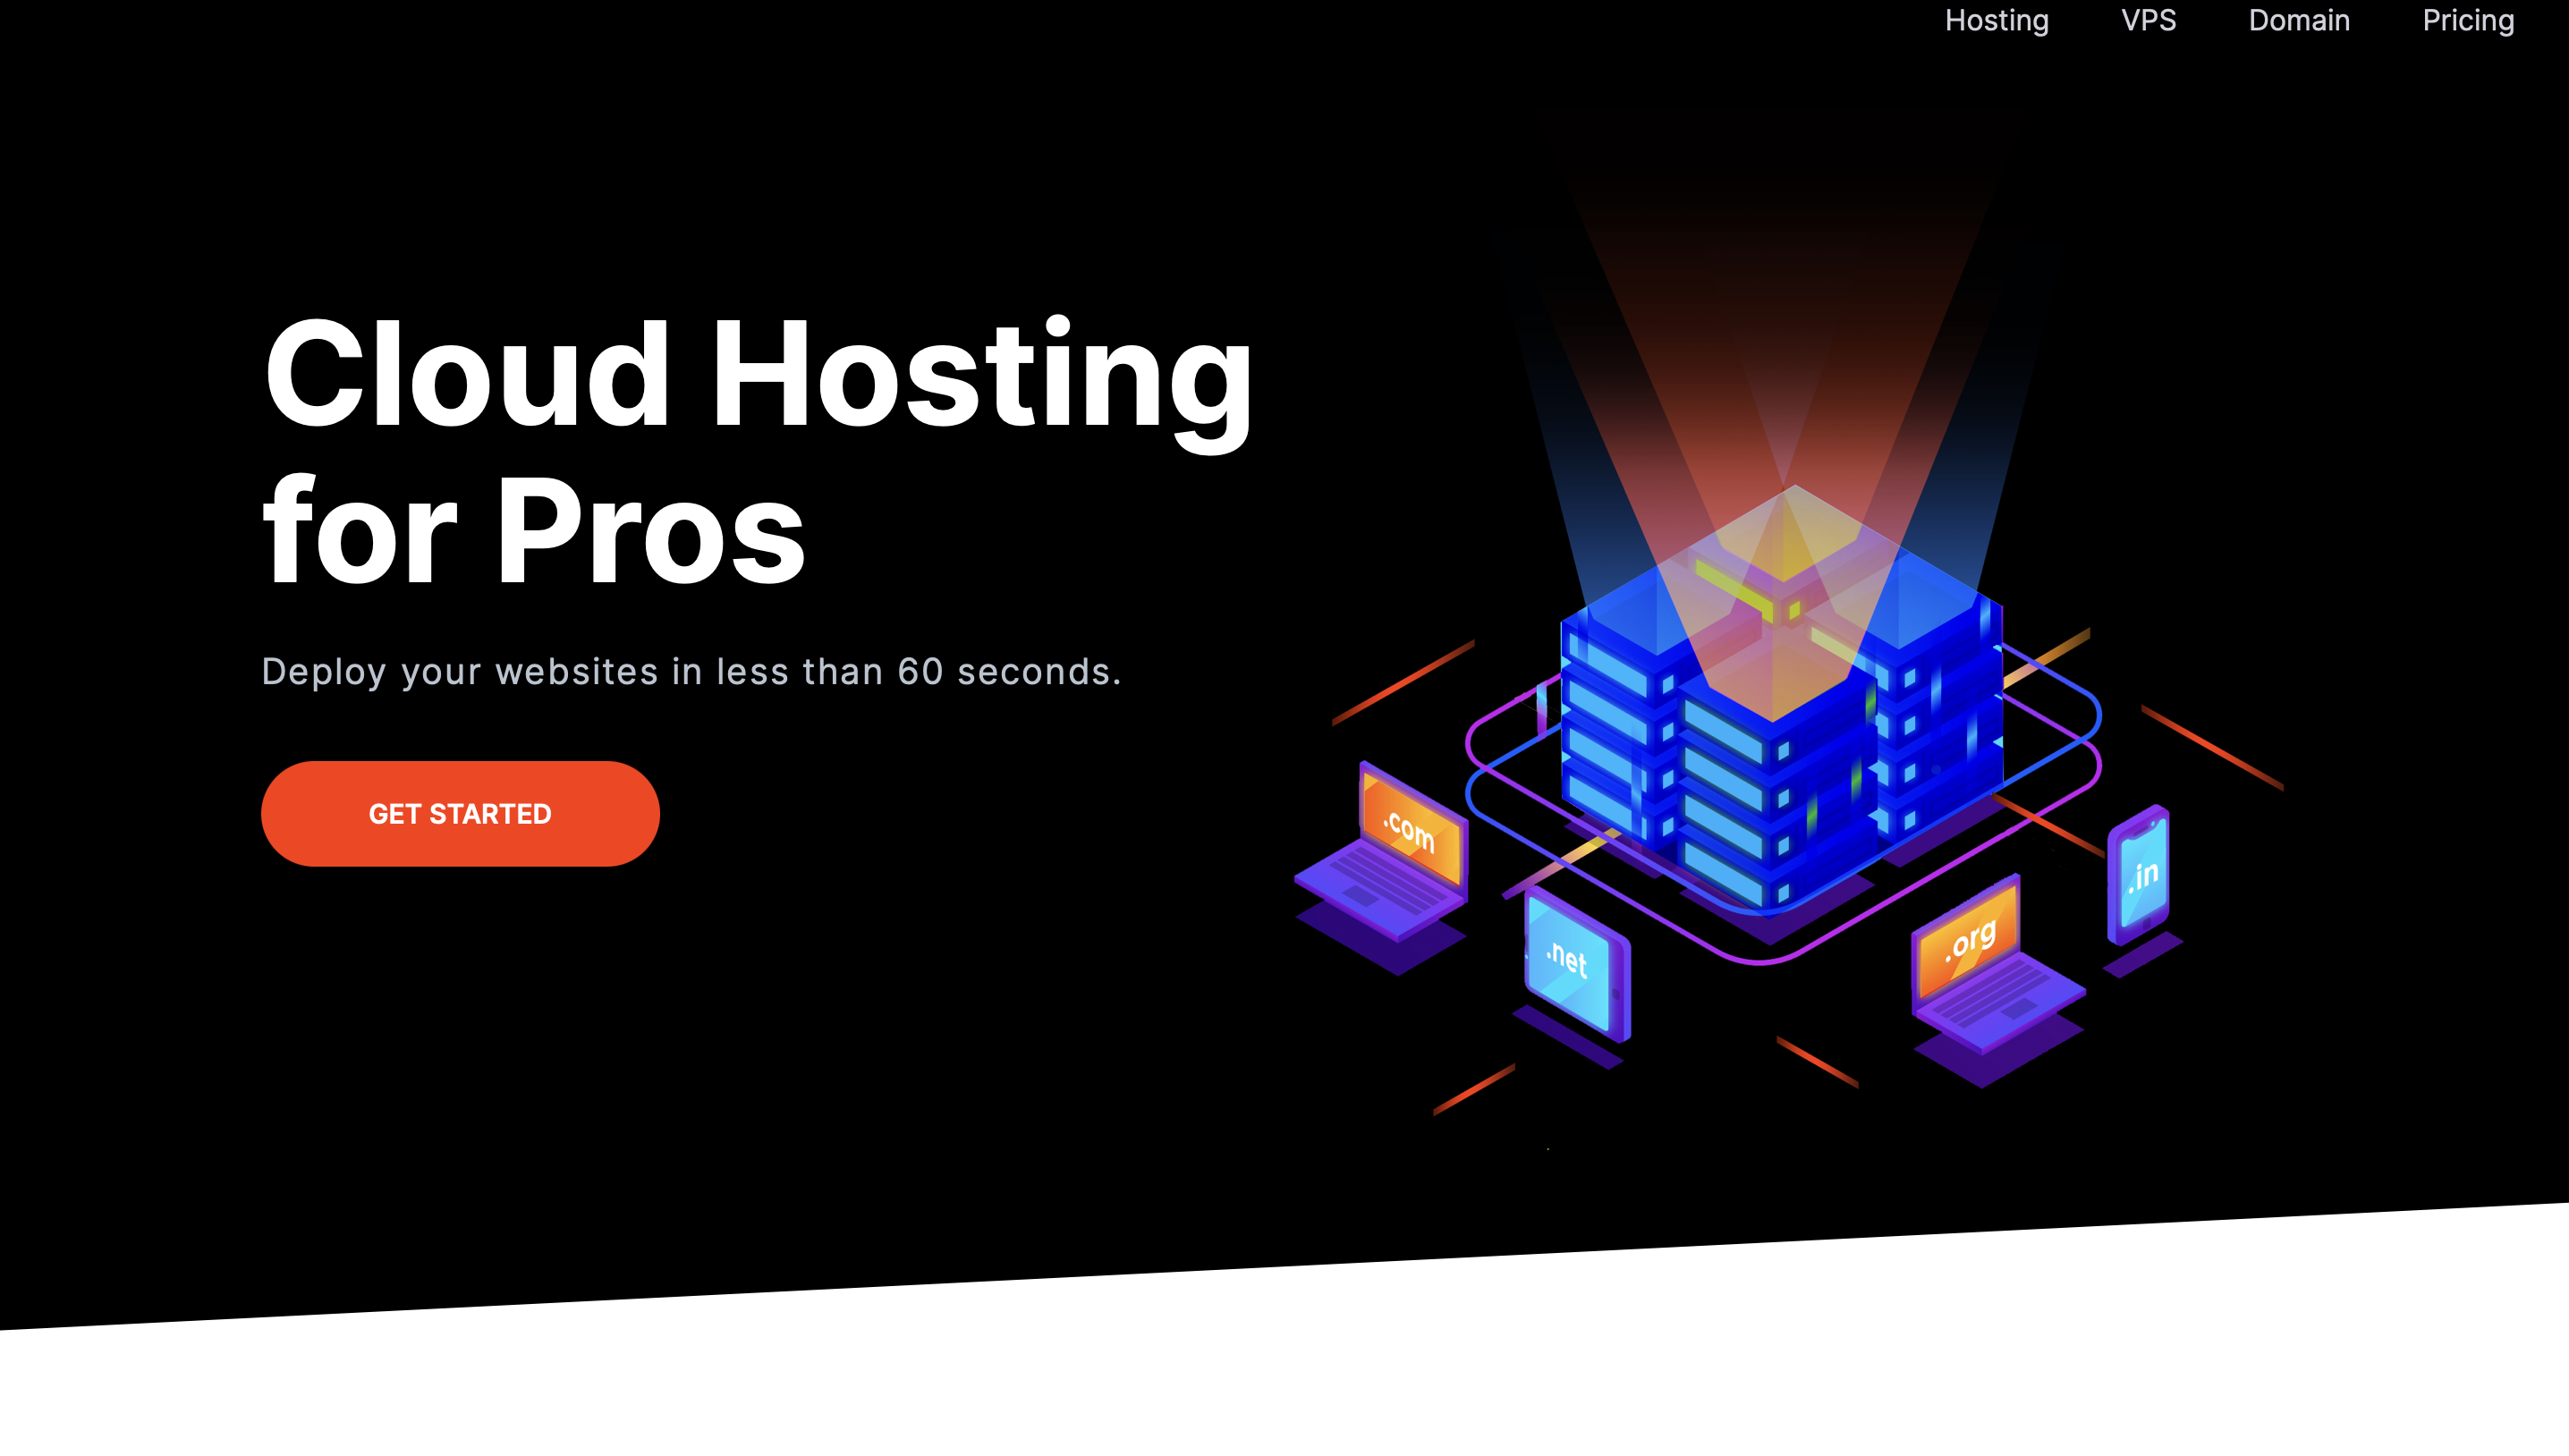 Hosting VPS Domain Pricing
Cloud Hosting
for Pros
Deploy your websites in less than 60 seconds.
GET STARTED
.com
.net
.org
.in